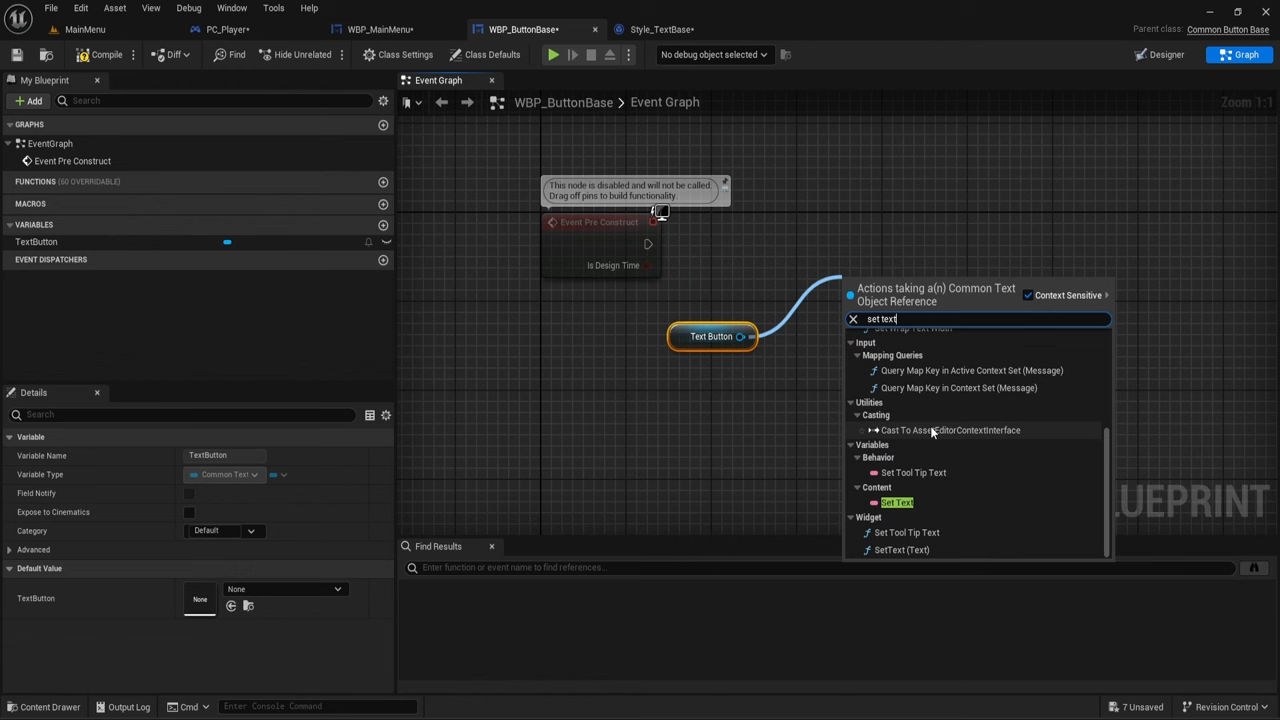 File Edit Asset View Debug Window Tools Help
MainMenu
PC_Player*
WBP_MainMenu*
WBP_ButtonBase*
Style_TextBase*
Parent class: Common Button Base
Compile
Diff
Find
Hide Unrelated
Class Settings
Class Defaults
No debug object selected
Designer
Graph
My Blueprint
Add
Search
GRAPHS
EventGraph
Event Pre Construct
FUNCTIONS (60 OVERRIDABLE)
MACROS
VARIABLES
TextButton
EVENT DISPATCHERS
Details
Search
Variable
Variable Name TextButton
Variable Type Common Tex
Field Notify
Expose to Cinematics
Category Default
Advanced
Default Value
TextButton None None
Event Graph
WBP_ButtonBase > Event Graph
Zoom 1:1
This node is disabled and will not be called.
Drag off pins to build functionality.
Event Pre Construct
Is Design Time
Text Button
Actions taking a(n) Common Text
Object Reference
Context Sensitive
set text
Set Wrap Text Width
Input
Mapping Queries
Query Map Key in Active Context Set (Message)
Query Map Key in Context Set (Message)
Utilities
Casting
Cast To AssetEditorContextInterface
Variables
Behavior
Set Tool Tip Text
Content
Set Text
Widget
Set Tool Tip Text
SetText (Text)
Find Results
Enter function or event name to find references...
Content Drawer
Output Log
Cmd
Enter Console Command
7 Unsaved
Revision Control